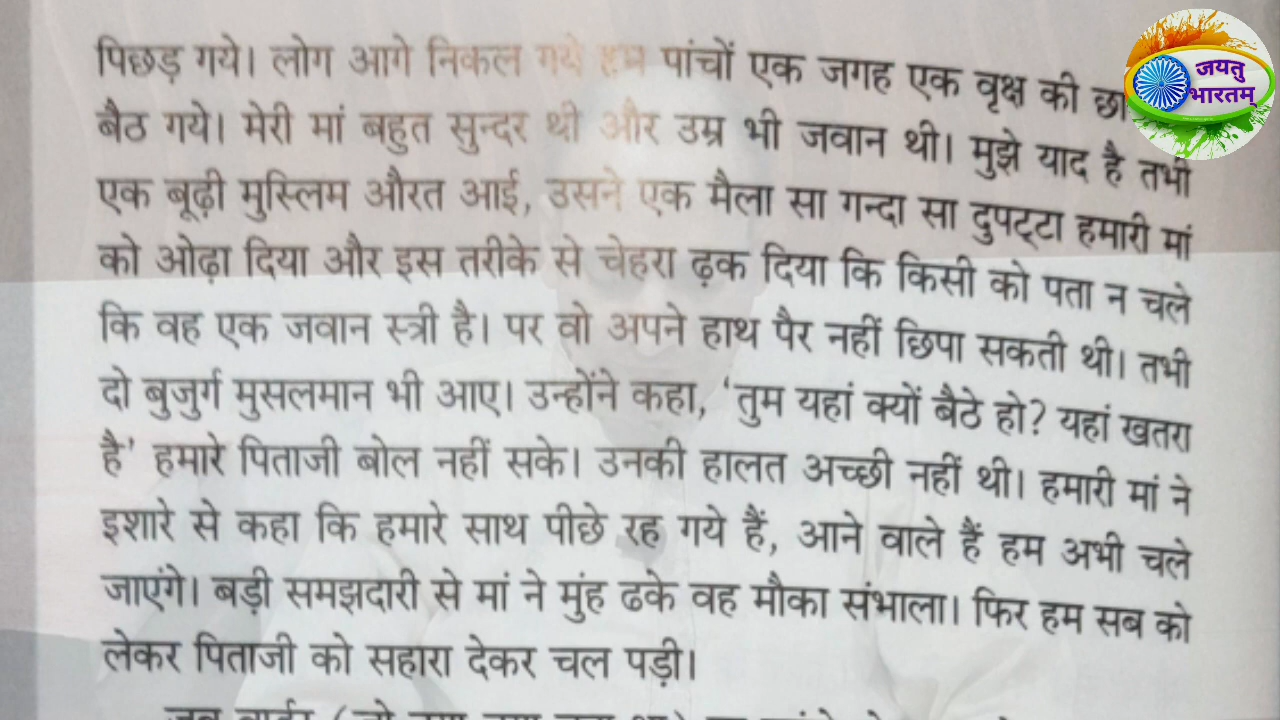 पिछड़ गये। लोग आगे निकल गये हम पांचों एक जगह एक वृक्ष की
बैठ गये। मेरी मां बहुत सुन्दर थी और उम्र भी जवान थी। मुझे याद है तभी
एक बूढ़ी मुस्लिम औरत आई, उसने एक मैला सा गन्दा सा दुपट्टा हमारी मां
को ओढ़ा दिया और इस तरीके से चेहरा ढ़क दिया कि किसी को पता न चले
कि वह एक जवान स्त्री है। पर वो अपने हाथ पैर नहीं छिपा सकती थी। तभी
दो बुजुर्ग मुसलमान भी आए। उन्होंने कहा, ‘तुम यहां क्यों बैठे हो? यहां खतरा
है’ हमारे पिताजी बोल नहीं सके। उनकी हालत अच्छी नहीं थी। हमारी मां ने
इशारे से कहा कि हमारे साथ पीछे रह गये हैं, आने वाले हैं हम अभी चले
जाएंगे। बड़ी समझदारी से मां ने मुंह ढके वह मौका संभाला। फिर हम सब को
लेकर पिताजी को सहारा देकर चल पड़ी।
जयतु
भारतम्